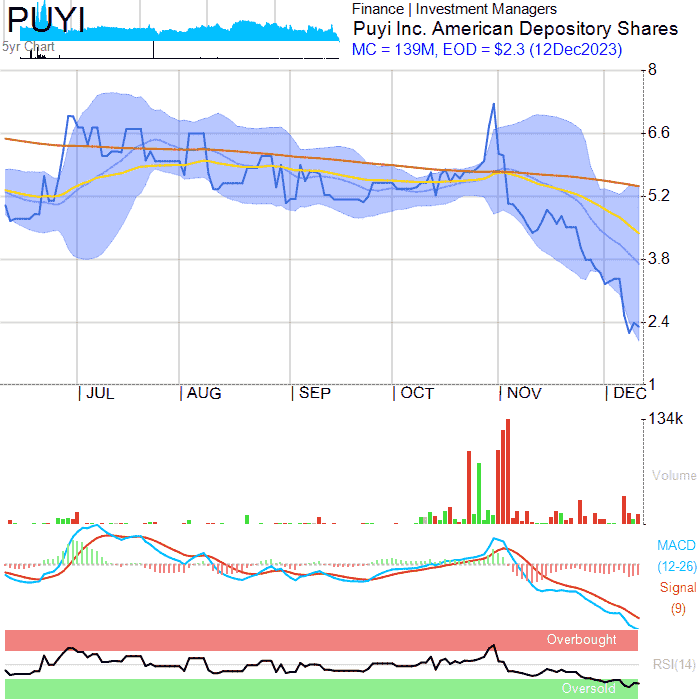 PUYI
5yr Chart
Finance | Investment Managers
Puyi Inc. American Depository Shares
MC = 139M, EOD = $2.3 (12Dec2023)
8
6.6
5.2
3.8
2.4
1
| JUL
| AUG
| SEP
| OCT
| NOV
| DEC
134k
Volume
MACD
(12-26)
Signal
(9)
Overbought
RSI(14)
Oversold